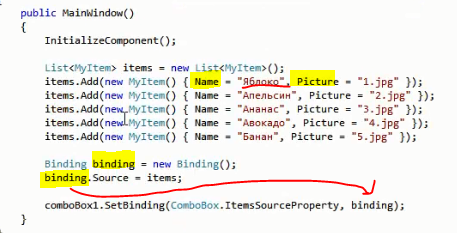 public MainWindow()
{
InitializeComponent();
List<MyItem> items = new List<MyItem>();
items.Add(new MyItem() { Name = "Яблоко", Picture = "1.jpg" });
items.Add(new MyItem() { Name = "Апельсин", Picture = "2.jpg" });
items.Add(new MyItem() { Name = "Ананас", Picture = "3.jpg" });
items.Add(new MyItem() { Name = "Авокадо", Picture = "4.jpg" });
items.Add(new MyItem() { Name = "Банан", Picture = "5.jpg" });
Binding binding = new Binding();
binding.Source = items;
comboBox1.SetBinding(ComboBox.ItemsSourceProperty, binding);
}